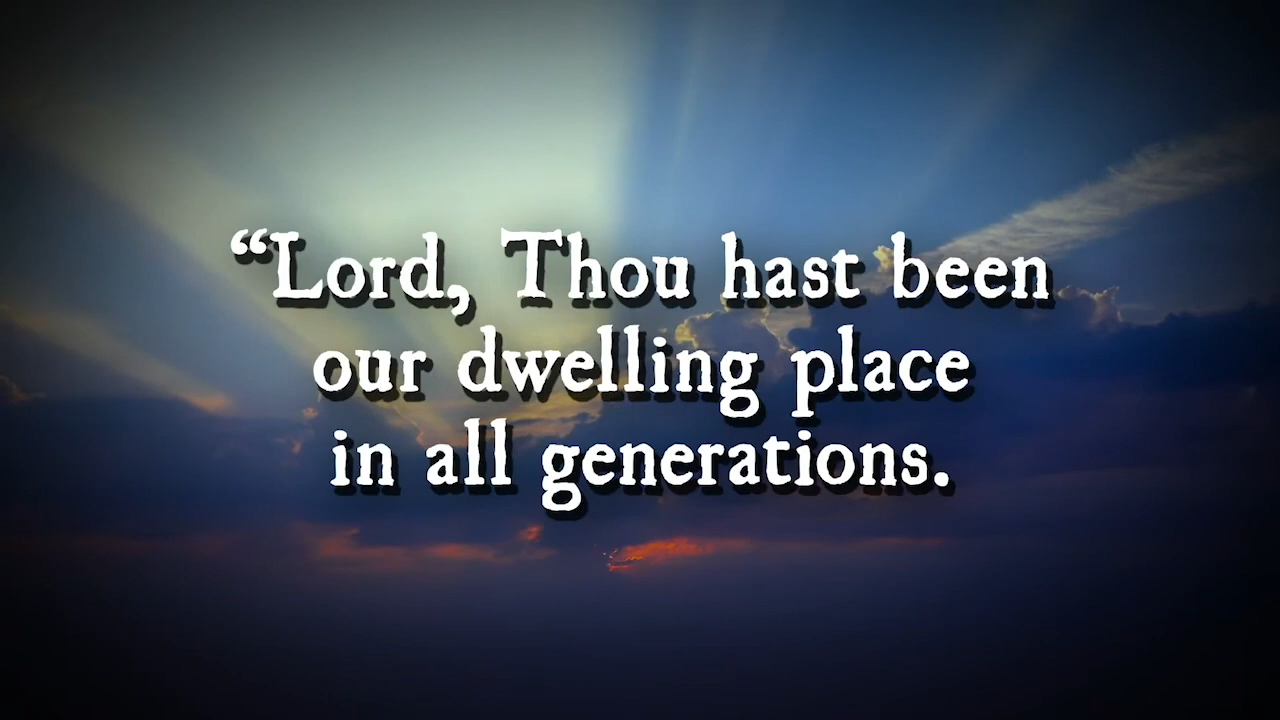 “Lord, Thou hast been
our dwelling place
in all generations.